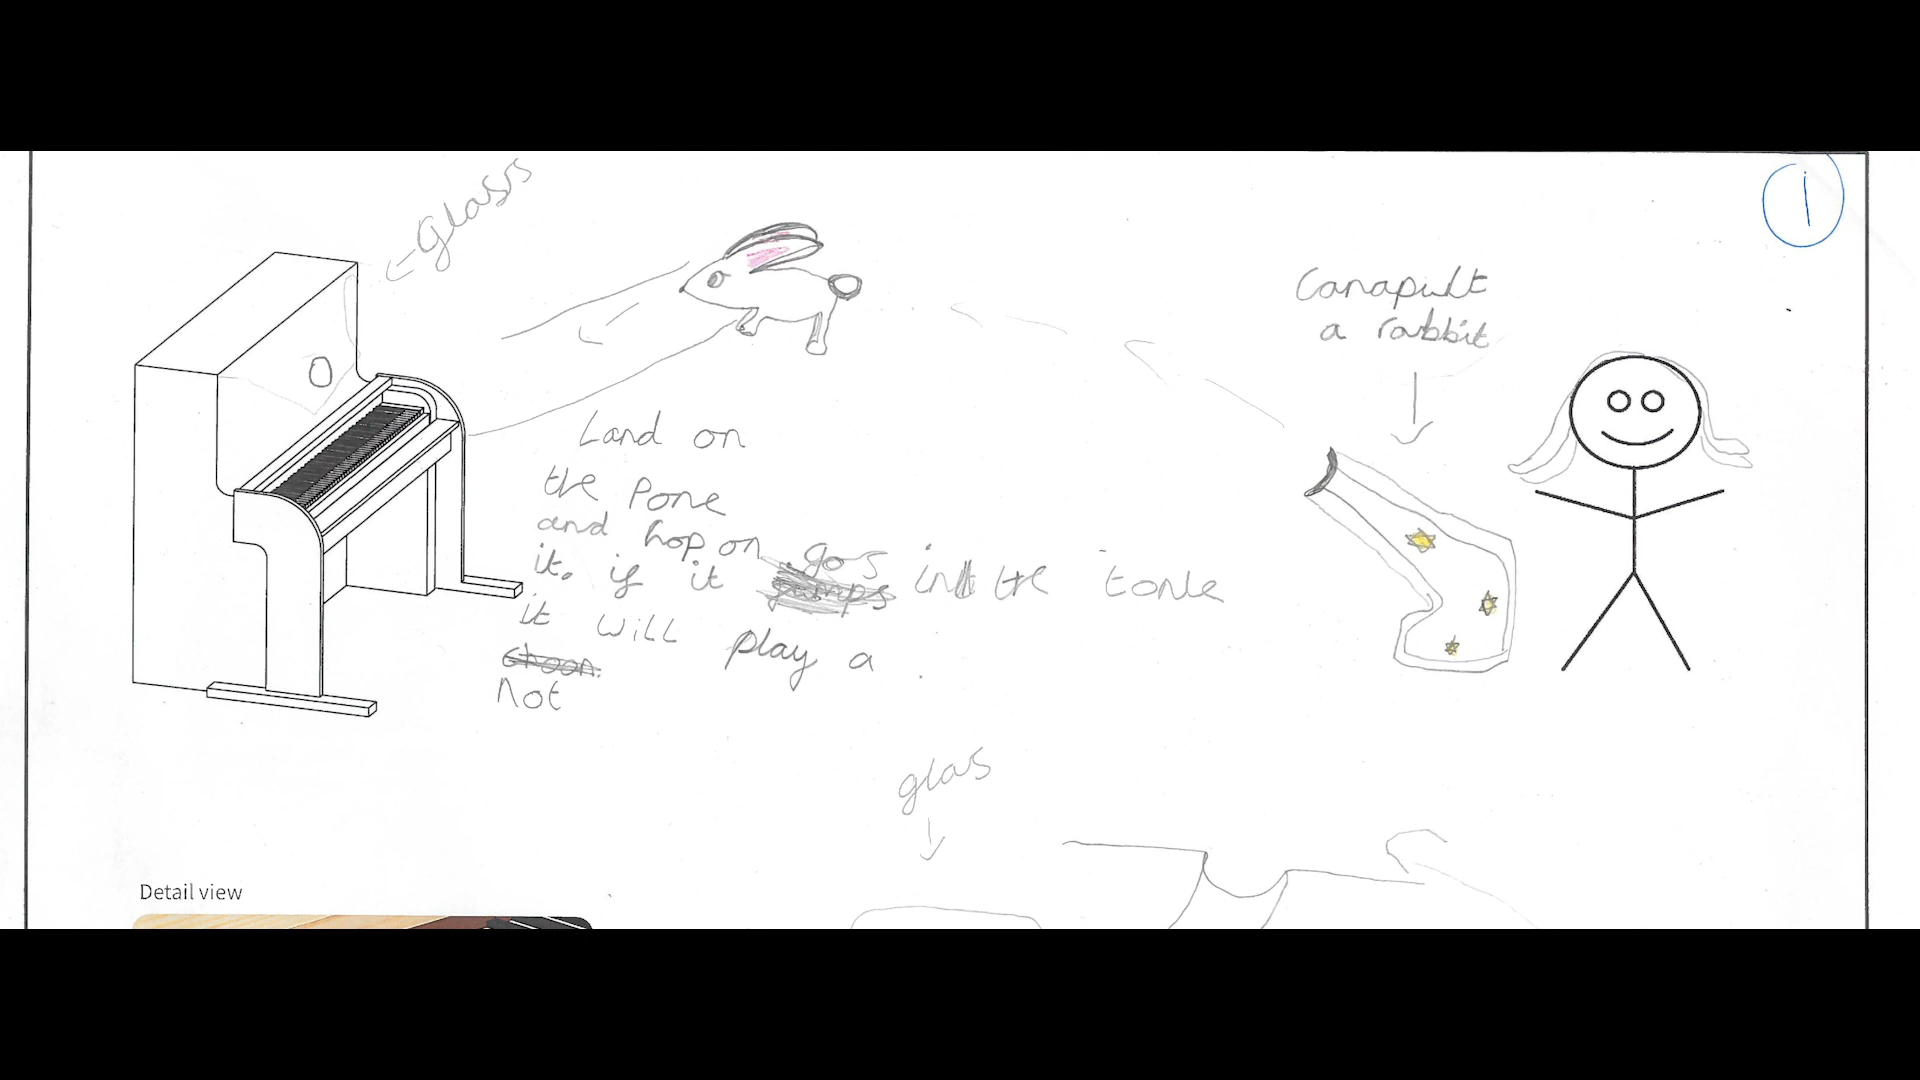 Glass
1
Canapult
a rabbit
Land on
the Pone
and hop on
it. if it gos in the tonle
it will play a
not
glas
Detail view